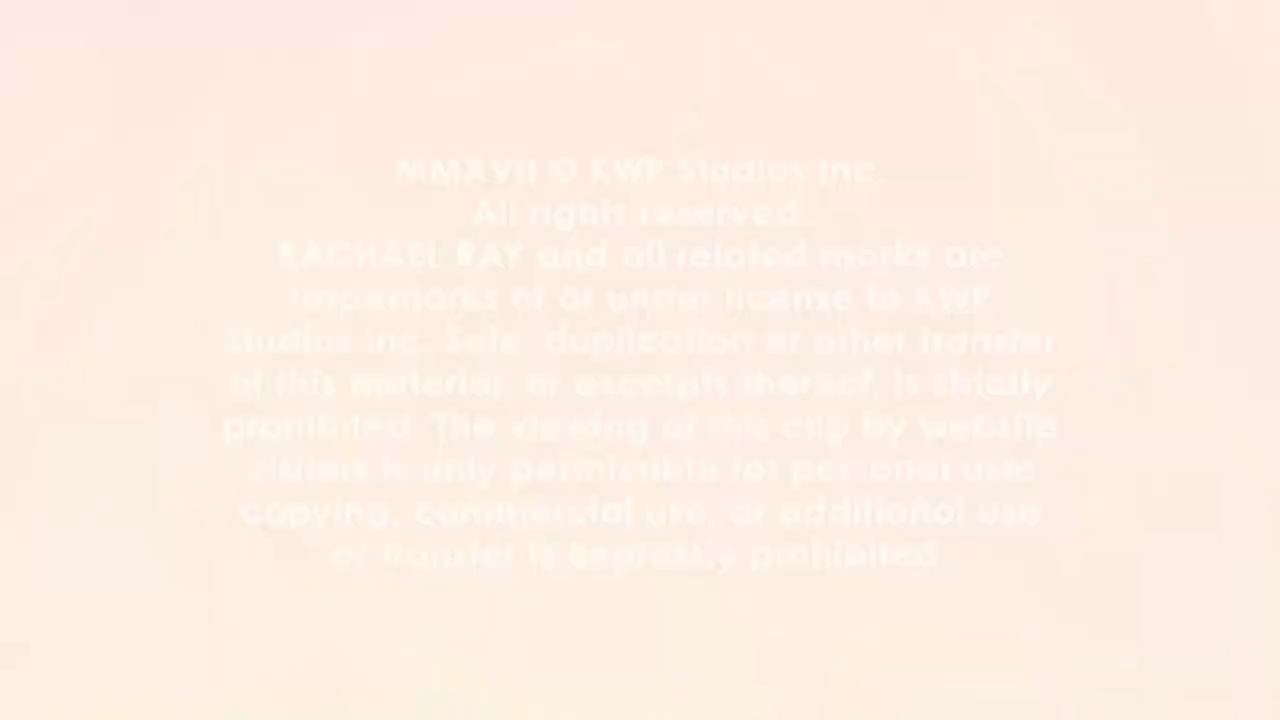 MMXVII © KWP Studios Inc.
All rights reserved.
RACHAEL RAY and all related marks are
trademarks of or under license to KWP
Studios Inc. Sale, duplication or other transfer
of this material, or excerpts thereof, is strictly
prohibited. The viewing of this clip by website
visitors is only permissible for personal use;
copying, commercial use, or additional use
or transfer is expressly prohibited.